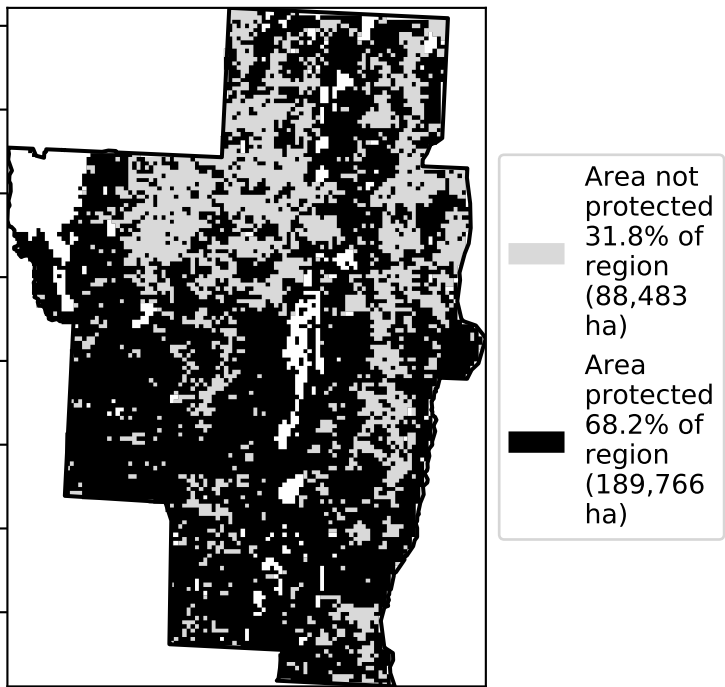 Area not
protected
31.8% of
region
(88,483
ha)
Area
protected
68.2% of
region
(189,766
ha)